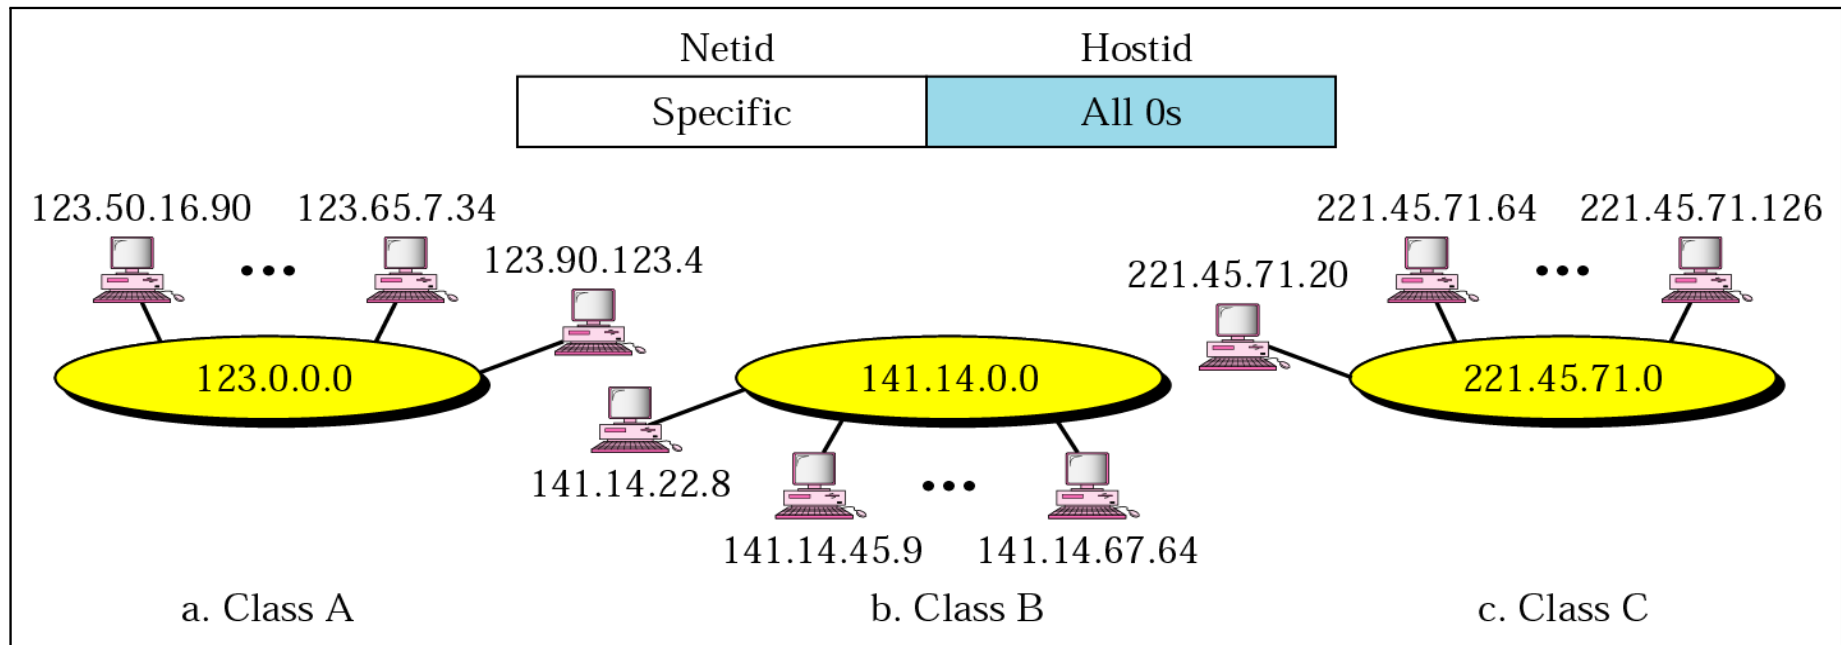 Netid Hostid
Specific All 0s
123.50.16.90 123.65.7.34
123.90.123.4
123.0.0.0
141.14.22.8
141.14.0.0
141.14.45.9 141.14.67.64
221.45.71.64 221.45.71.126
221.45.71.20
221.45.71.0
a. Class A
b. Class B
c. Class C